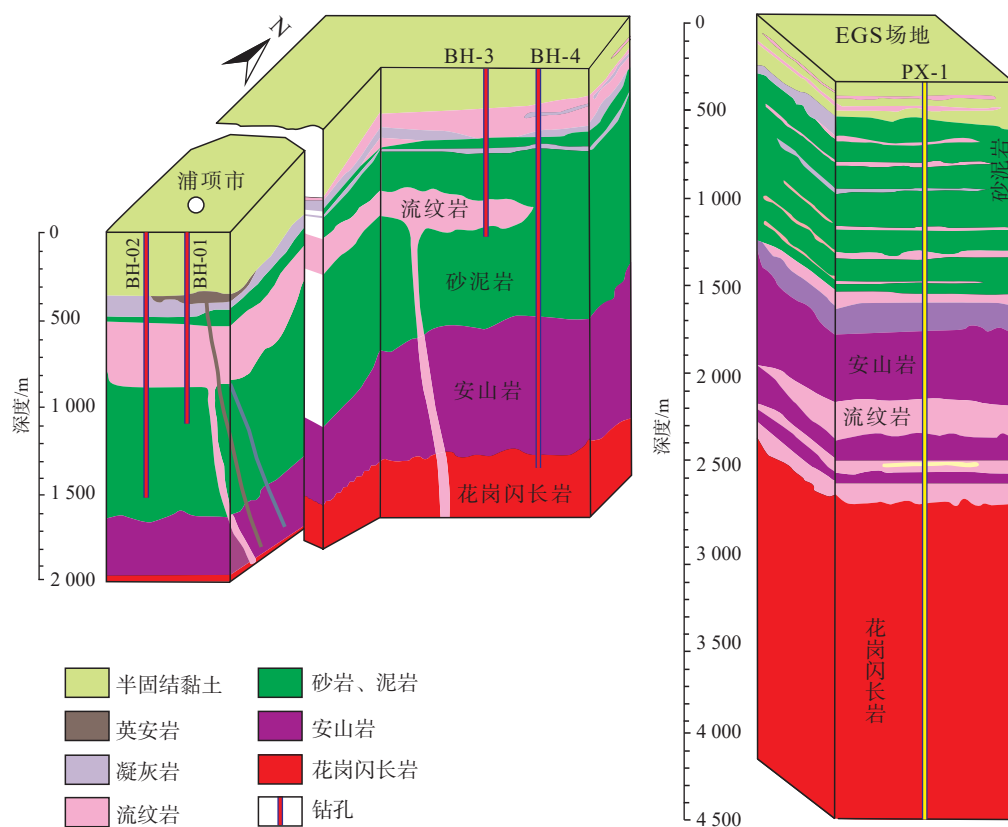 N
浦项市
BH-02
BH-01
0
500
1 000
1 500
2 000
深度/m
BH-3
BH-4
流纹岩
砂泥岩
安山岩
花岗闪长岩
EGS场地
PX-1
砂泥岩
安山岩
流纹岩
花岗闪长岩
0
500
1 000
1 500
2 000
2 500
3 000
3 500
4 000
4 500
深度/m
半固结黏土
英安岩
凝灰岩
流纹岩
砂岩、泥岩
安山岩
花岗闪长岩
钻孔